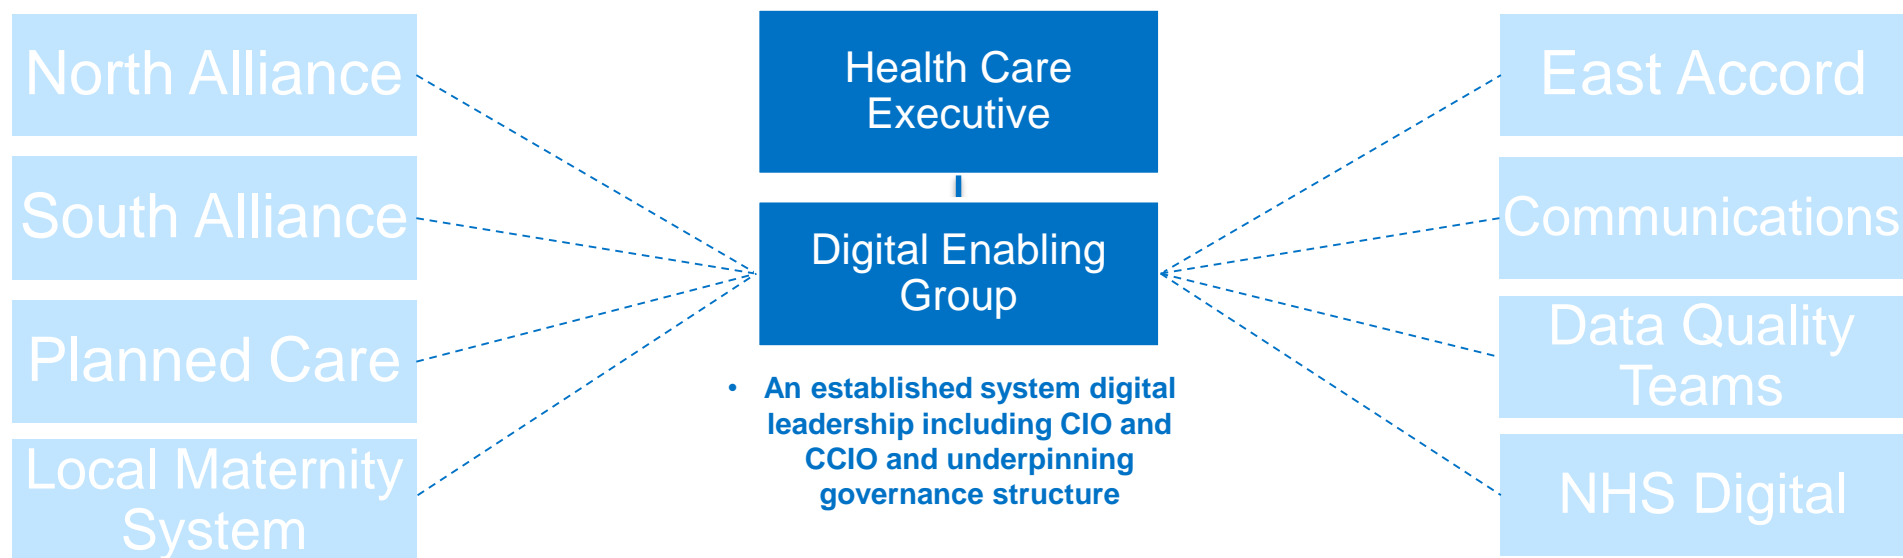 North Alliance
South Alliance
Planned Care
Local Maternity
System
Health Care
Executive
Digital Enabling
Group
• An established system digital
leadership including CIO and
CCIO and underpinning
governance structure
East Accord
Communications
Data Quality
Teams
NHS Digital